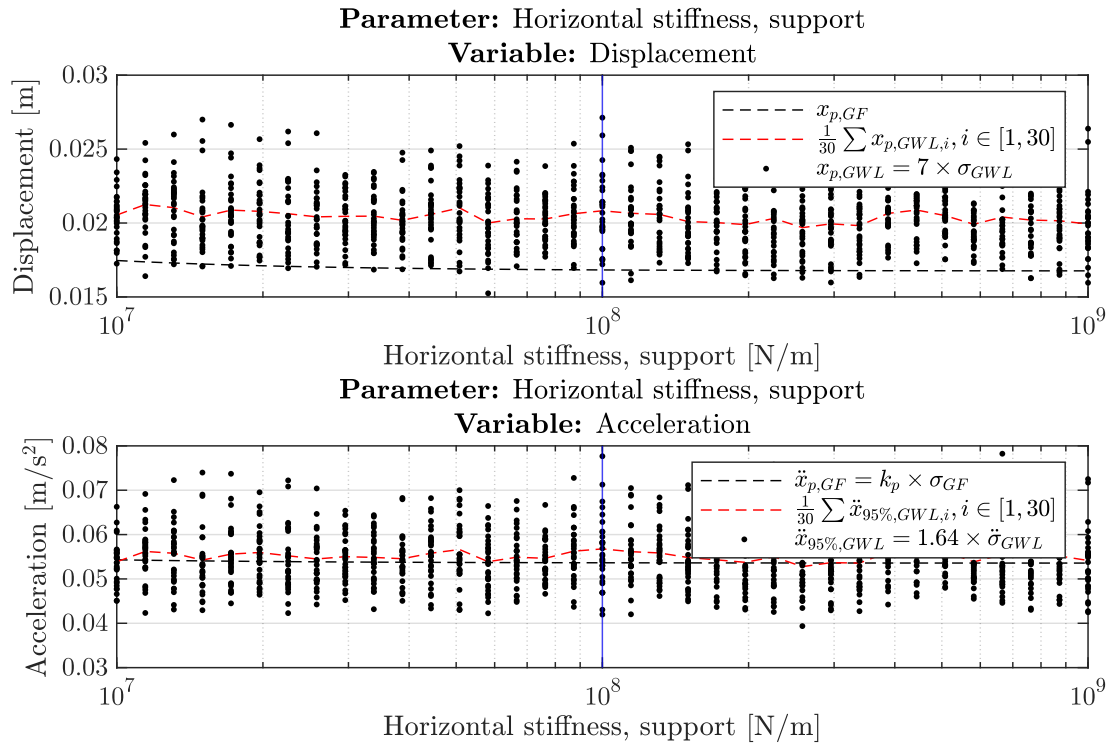 Parameter: Horizontal stiffness, support
Variable: Displacement
Displacement [m]
0.03
0.025
0.02
0.015
x_{p,GF}
\frac{1}{30} \sum x_{p,GWL,i}, i ∈ [1, 30]
x_{p,GWL} = 7 × σ_{GWL}
10^7
10^8
10^9
Horizontal stiffness, support [N/m]
Parameter: Horizontal stiffness, support
Variable: Acceleration
Acceleration [m/s²]
0.08
0.07
0.06
0.05
0.04
0.03
ẍ_{p,GF} = k_p × σ_{GF}
\frac{1}{30} \sum ẍ_{95%,GWL,i}, i ∈ [1, 30]
ẍ_{95%,GWL} = 1.64 × σ̈_{GWL}
10^7
10^8
10^9
Horizontal stiffness, support [N/m]